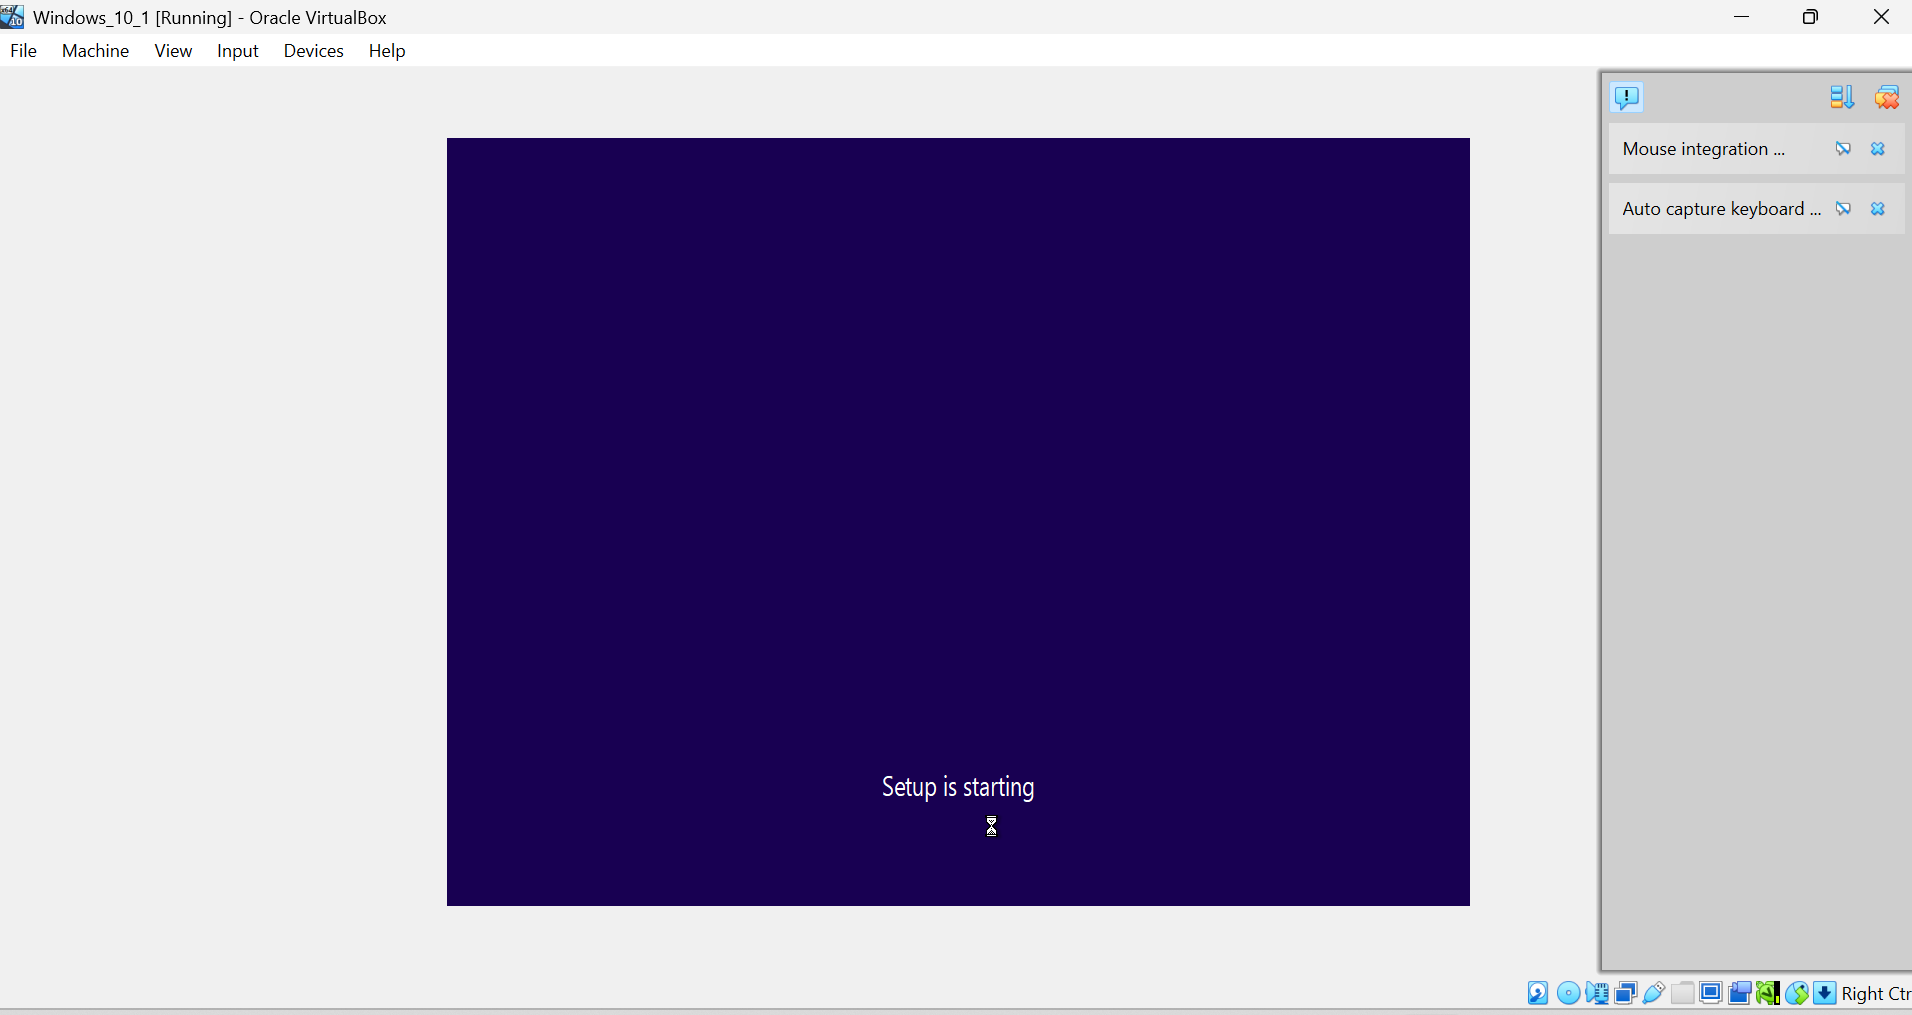 Windows_10_1 [Running] - Oracle VirtualBox
File Machine View Input Devices Help
Mouse integration ...
Auto capture keyboard ...
Setup is starting
Right Ctr